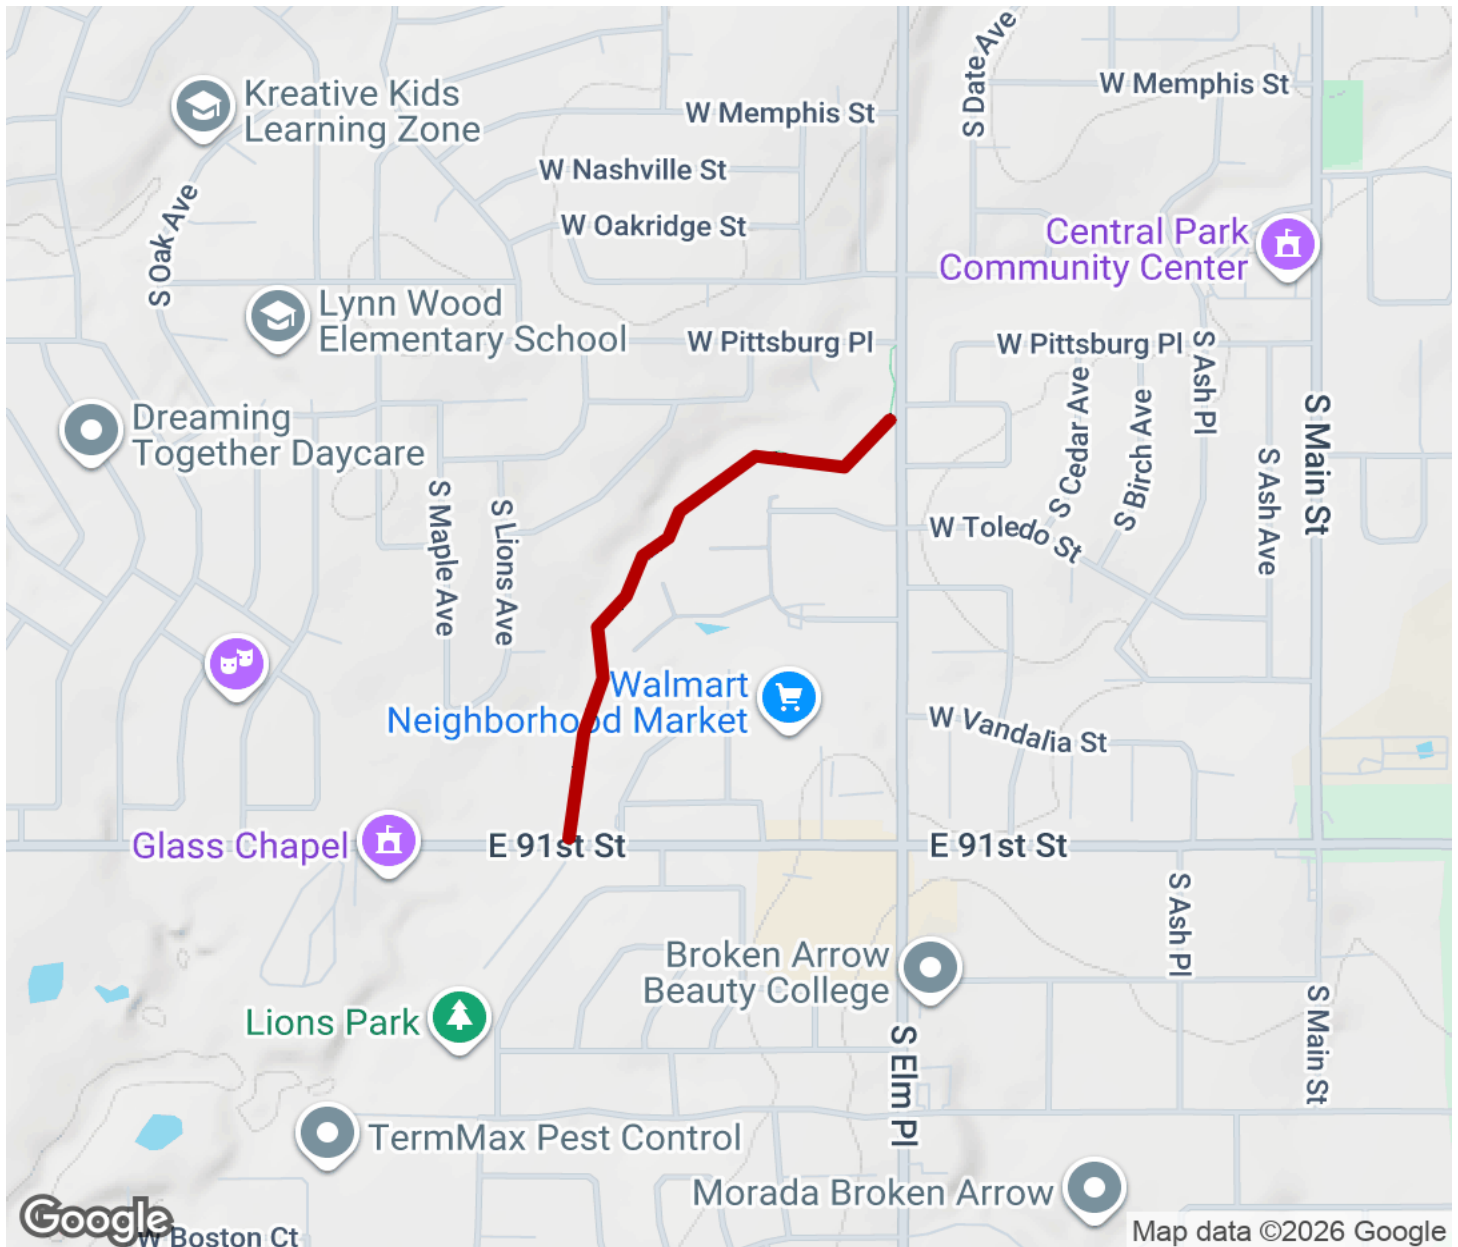 Kreative Kids
Learning Zone
W Memphis St
S Date Ave
W Memphis St
W Nashville St
S Oak Ave
W Oakridge St
Central Park
Community Center
Lynn Wood
Elementary School
W Pittsburg Pl
W Pittsburg Pl
S Ash Pl
S Cedar Ave
S Birch Ave
S Main St
Dreaming
Together Daycare
S Maple Ave
S Lions Ave
W Toledo St
S Ash Ave
Walmart
Neighborhood Market
W Vandalia St
Glass Chapel
E 91st St
E 91st St
S Ash Pl
Broken Arrow
Beauty College
Lions Park
S Elm Pl
S Main St
TermMax Pest Control
Morada Broken Arrow
Google
W Boston Ct
Map data ©2026 Google